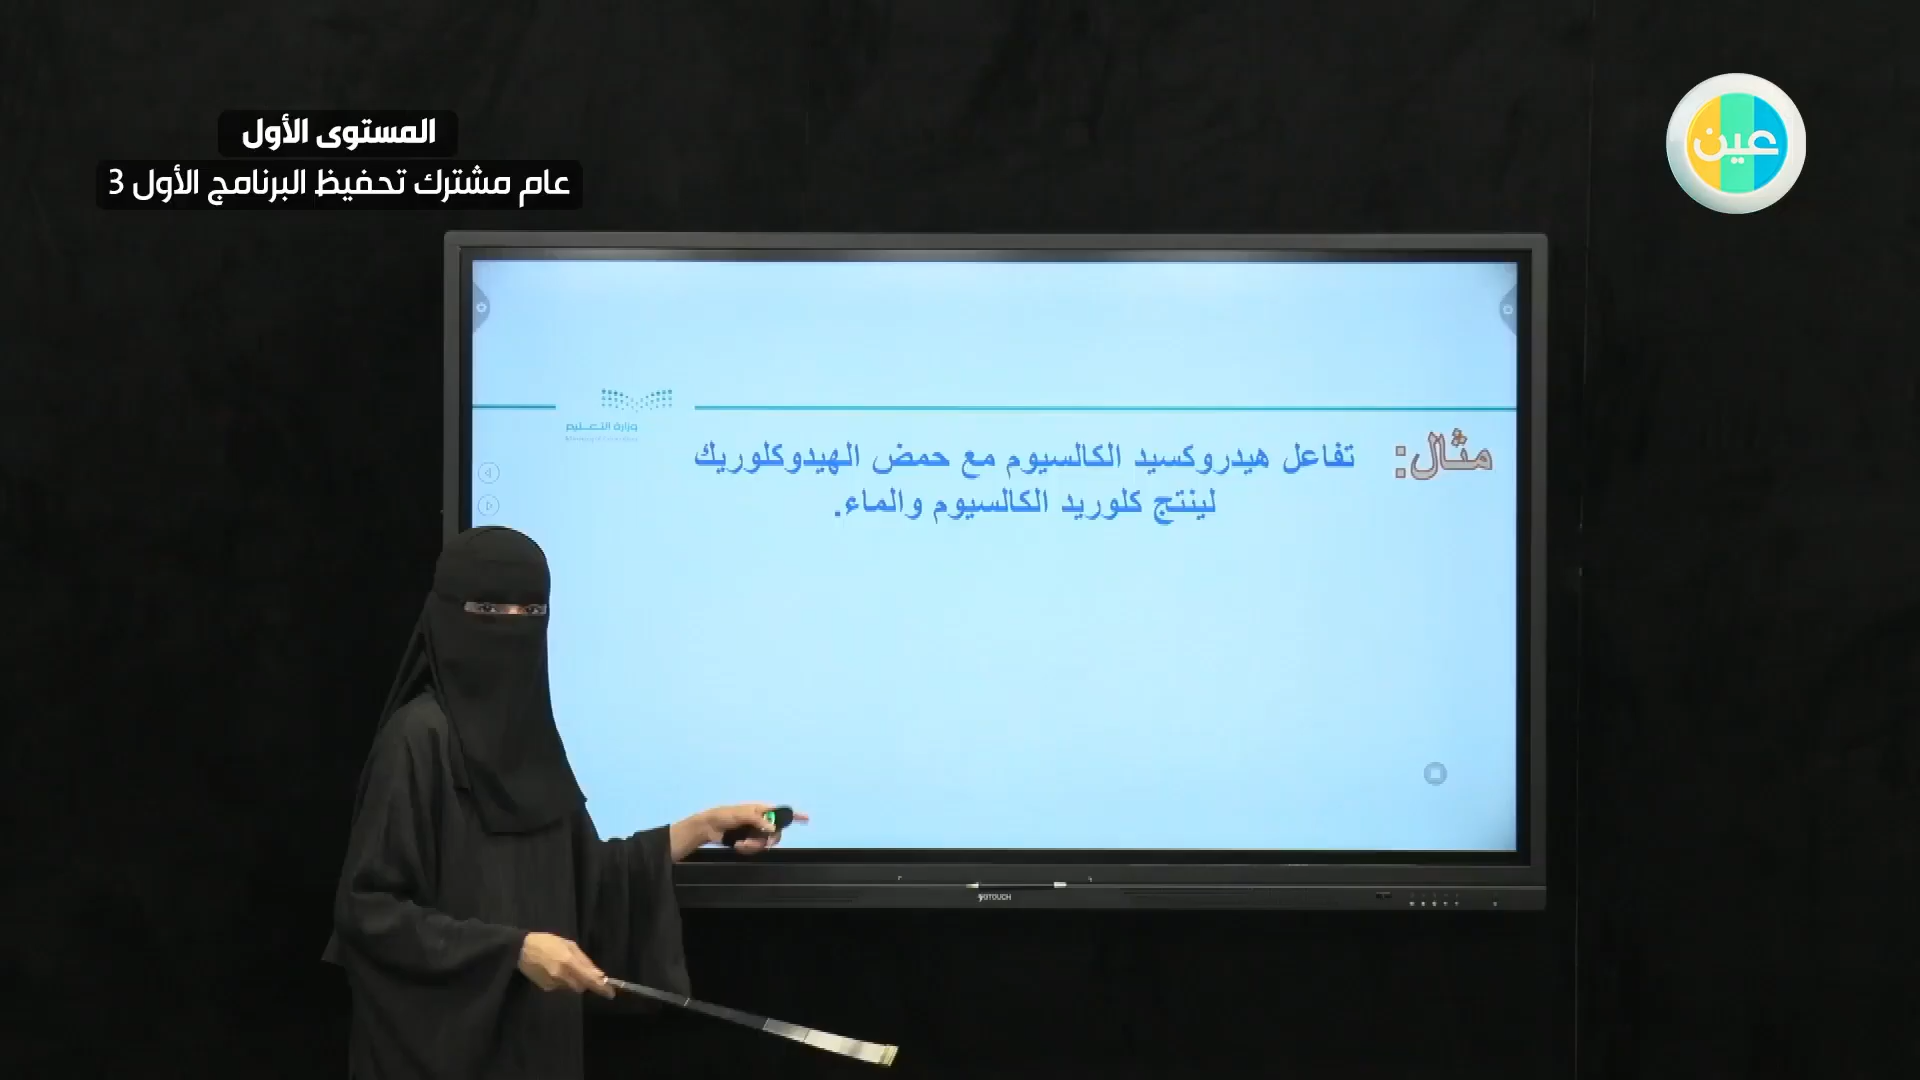 المستوى الأول
عام مشترك تحفيظ البرنامج الأول 3
عين
وزارة التعليم
مثال:
تفاعل هيدروكسيد الكالسيوم مع حمض الهيدوكلوريك
لينتج كلوريد الكالسيوم والماء.